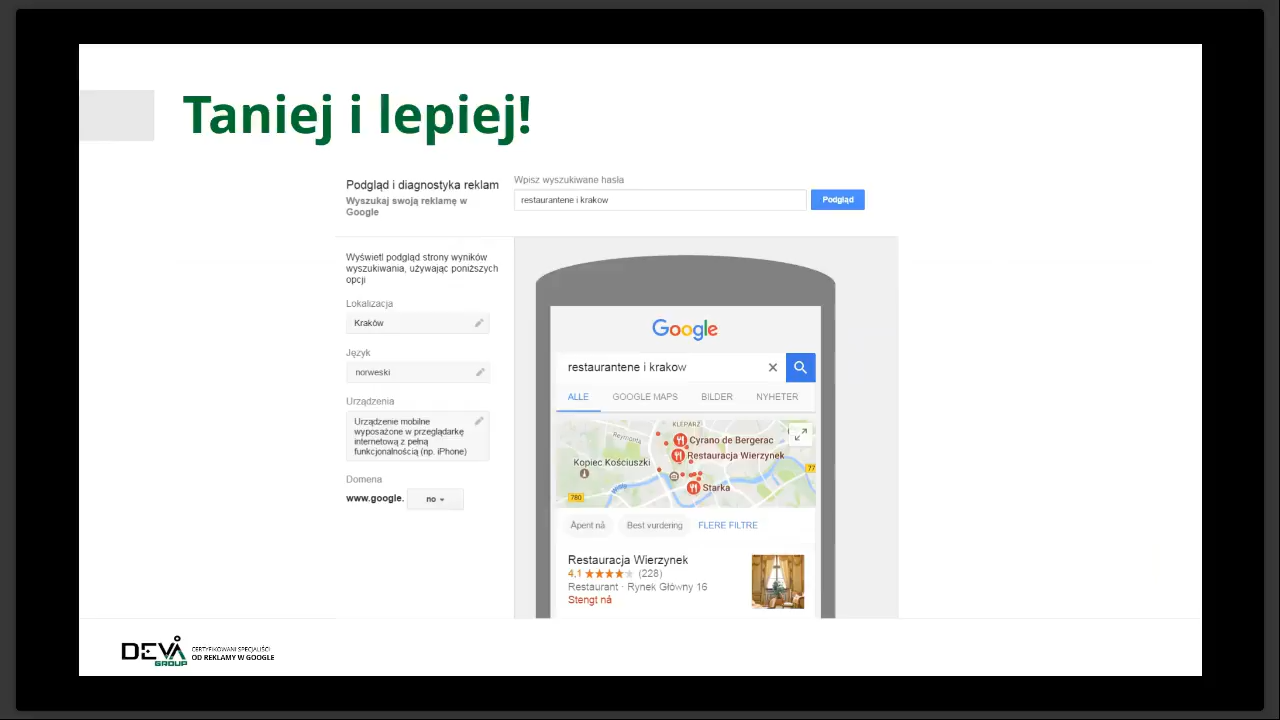 Taniej i lepiej!
Podgląd i diagnostyka reklam
Wyszukaj swoją reklamę w
Google
Wpisz wyszukiwane hasła
restaurantene i krakow
Podgląd
Wyświetl podgląd strony wyników
wyszukiwania, używając poniższych
opcji
Lokalizacja
Kraków
Język
norweski
Urządzenia
Urządzenie mobilne
wyposażone w przeglądarkę
internetową z pełną
funkcjonalnością (np. iPhone)
Domena
www.google. no
Google
restaurantene i krakow
ALLE GOOGLE MAPS BILDER NYHETER
KLEPARZ
Reymonta
Cyrano de Bergerac
Restauracja Wierzynek
Kopiec Kościuszki
77
Starka
780
Åpent nå Best vurdering FLERE FILTRE
Restauracja Wierzynek
4,1 ★★★★★ (228)
Restaurant · Rynek Główny 16
Stengt nå
DEVA GROUP
CERTYFIKOWANI SPECJALIŚCI
OD REKLAMY W GOOGLE